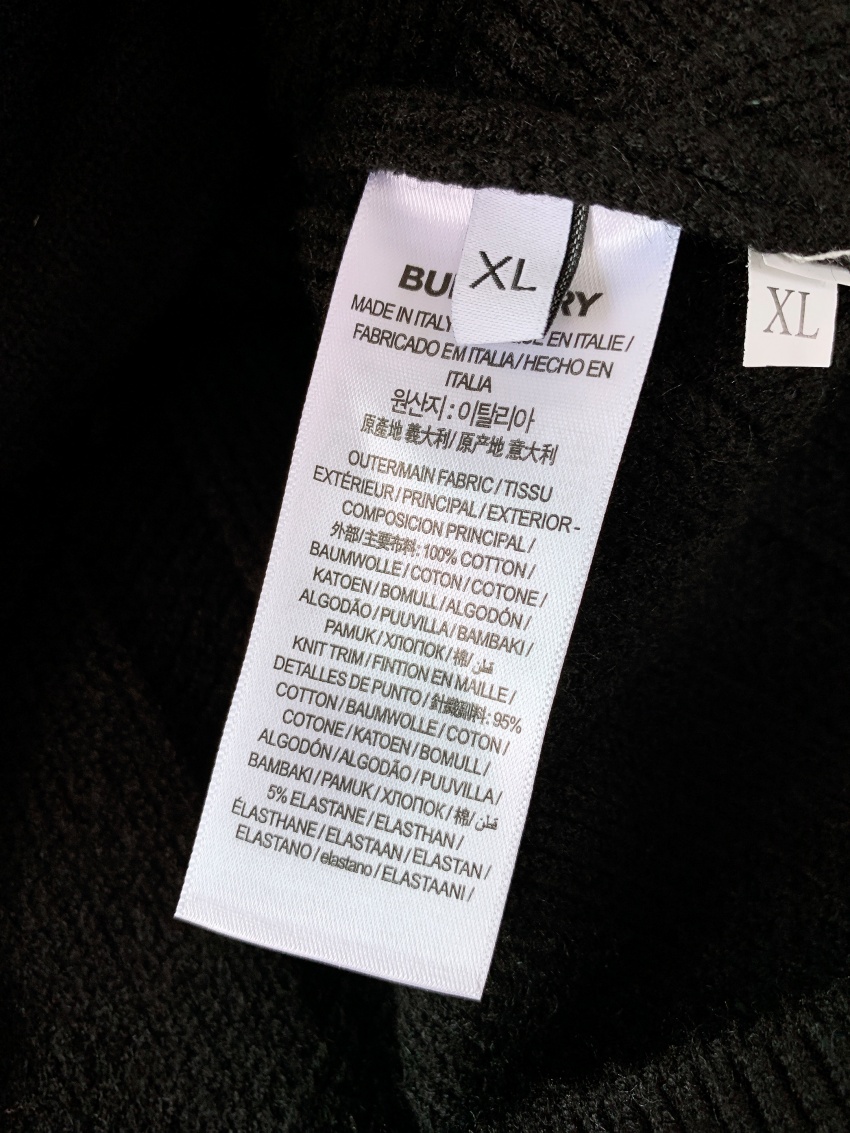 XL
XL
MADE IN ITALY EN ITALIE /
FABRICADO EM ITALIA / HECHO EN
ITALIA
원산지 : 이탈리아
原產地 義大利 / 原产地 意大利
OUTER/MAIN FABRIC / TISSU
EXTÉRIEUR / PRINCIPAL / EXTERIOR -
COMPOSICION PRINCIPAL /
外部/主要布料: 100% COTTON /
BAUMWOLLE / COTON / COTONE /
KATOEN / BOMULL / ALGODÓN /
ALGODÃO / PUUVILLA / BAMBAKI /
PAMUK / ХПОПОК / 棉/ قطن
KNIT TRIM / FINTION EN MAILLE /
DETALLES DE PUNTO / 95%
COTTON / BAUMWOLLE / COTON /
COTONE / KATOEN / BOMULL /
ALGODÓN / ALGODÃO / PUUVILLA /
BAMBAKI / PAMUK / ХПОПОК / 棉/ قطن
5% ELASTANE / ELASTHAN /
ÉLASTHANE / ELASTAAN / ELASTAN /
ELASTANO / elastano / ELASTAANI /